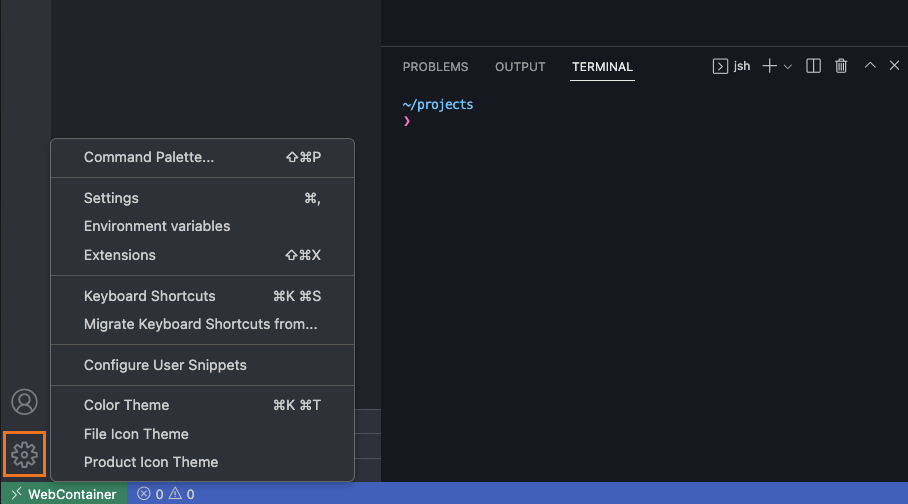 PROBLEMS OUTPUT TERMINAL jsh
~/projects
❯
Command Palette... ⇧⌘P
Settings ⌘,
Environment variables
Extensions ⇧⌘X
Keyboard Shortcuts ⌘K ⌘S
Migrate Keyboard Shortcuts from...
Configure User Snippets
Color Theme ⌘K ⌘T
File Icon Theme
Product Icon Theme
WebContainer 0 0